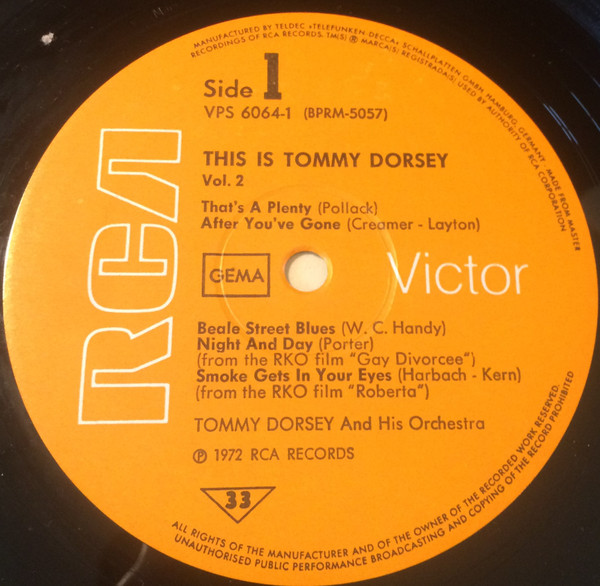 MANUFACTURED BY TELDEC »TELEFUNKEN-DECCA« SCHALLPLATTEN GMBH, HAMBURG, GERMANY · MADE FROM MASTER
RECORDINGS OF RCA RECORDS. TM(S) ® MARCA(S) REGISTRADA(S) USED BY AUTHORITY OF RCA CORPORATION
Side 1
VPS 6064-1 (BPRM-5057)
THIS IS TOMMY DORSEY
Vol. 2
That's A Plenty (Pollack)
After You've Gone (Creamer - Layton)
RCA
GEMA
Victor
Beale Street Blues (W. C. Handy)
Night And Day (Porter)
(from the RKO film "Gay Divorcee“)
Smoke Gets In Your Eyes (Harbach - Kern)
(from the RKO film "Roberta“)
TOMMY DORSEY And His Orchestra
℗ 1972 RCA RECORDS
33
ALL RIGHTS OF THE MANUFACTURER AND OF THE OWNER OF THE RECORDED WORK RESERVED.
UNAUTHORISED PUBLIC PERFORMANCE BROADCASTING AND COPYING OF THE RECORD PROHIBITED